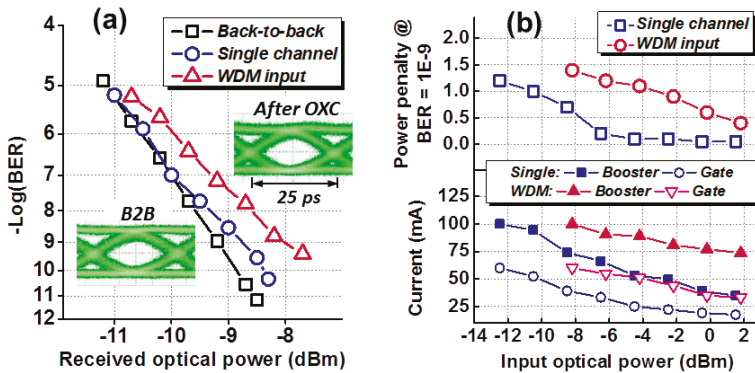 (a)
Back-to-back
Single channel
WDM input
After OXC
25 ps
B2B
4
5
6
7
8
9
10
11
12
-Log(BER)
-11
-10
-9
-8
Received optical power (dBm)
(b)
Single channel
WDM input
Power penalty @
BER = 1E-9
2.0
1.5
1.0
0.5
0.0
Single: Booster Gate
WDM: Booster Gate
Current (mA)
125
100
75
50
25
-14 -12 -10 -8 -6 -4 -2 0 2
Input optical power (dBm)